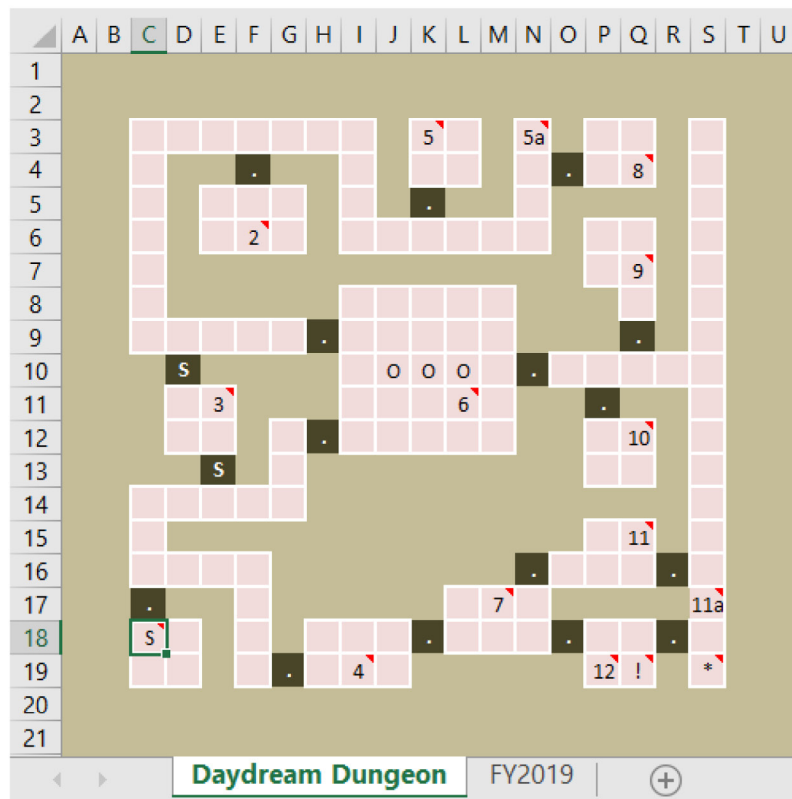 A B C D E F G H I J K L M N O P Q R S T U
1
2
3 5 5a
4 . . 8
5 .
6 2
7 9
8
9 . .
10 S O O O .
11 3 6 .
12 . 10
13 S
14
15 11
16 . .
17 . 7 11a
18 S . . .
19 . 4 12 ! *
20
21
Daydream Dungeon FY2019